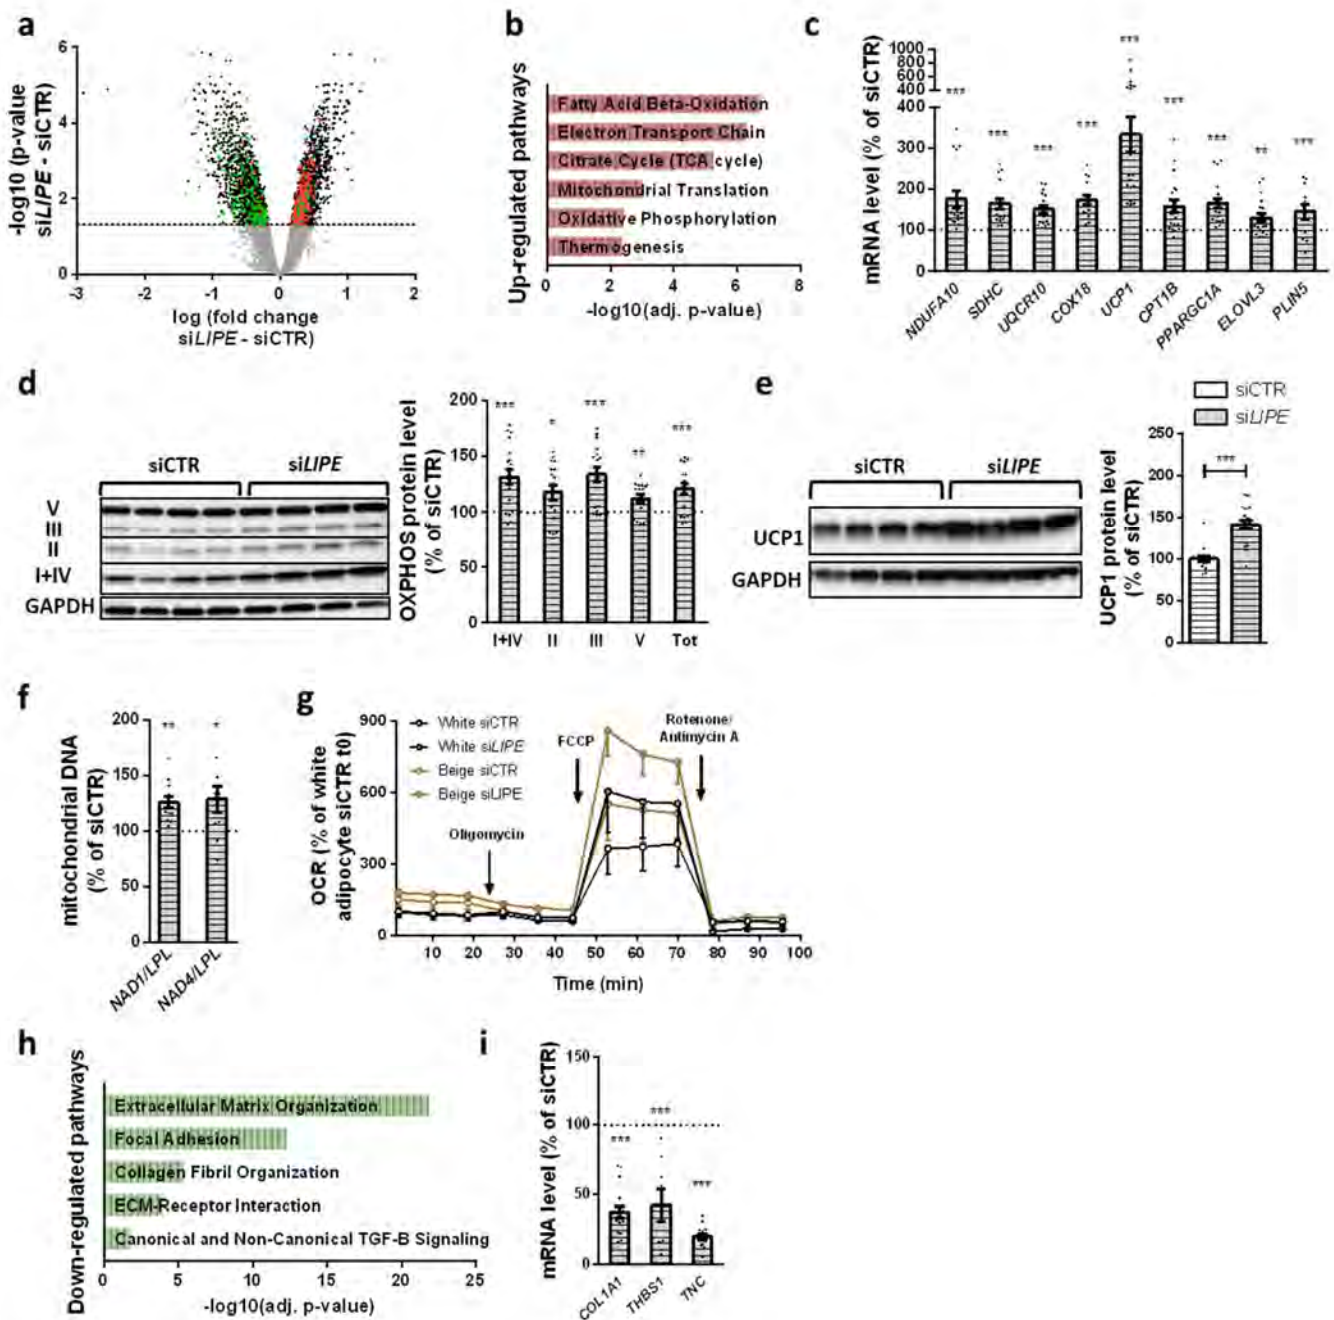 a
-log10 (p-value
siLIPE - siCTR)
6
4
2
0
-3
-2
-1
0
1
2
log (fold change
siLIPE - siCTR)
b
Up-regulated pathways
Fatty Acid Beta-Oxidation
Electron Transport Chain
Citrate Cycle (TCA cycle)
Mitochondrial Translation
Oxidative Phosphorylation
Thermogenesis
0
2
4
6
8
-log10(adj. p-value)
c
mRNA level (% of siCTR)
1000
800
600
400
400
300
200
100
0
***
***
***
***
***
***
***
**
***
NDUFA10
SDHC
UQCR10
COX18
UCP1
CPT1B
PPARGC1A
ELOVL3
PLIN5
d
siCTR
siLIPE
V
III
II
I+IV
GAPDH
OXPHOS protein level
(% of siCTR)
200
150
100
50
0
***
*
***
**
***
I+IV
II
III
V
Tot
e
siCTR
siLIPE
UCP1
GAPDH
siCTR
siLIPE
UCP1 protein level
(% of siCTR)
250
200
150
100
50
0
***
f
mitochondrial DNA
(% of siCTR)
200
150
100
50
0
**
*
NAD1/LPL
NAD4/LPL
g
OCR (% of white
adipocyte siCTR t0)
900
600
300
0
White siCTR
White siLIPE
Beige siCTR
Beige siLIPE
Oligomycin
FCCP
Rotenone/
Antimycin A
10
20
30
40
50
60
70
80
90
100
Time (min)
h
Down-regulated pathways
Extracellular Matrix Organization
Focal Adhesion
Collagen Fibril Organization
ECM-Receptor Interaction
Canonical and Non-Canonical TGF-B Signaling
0
5
10
15
20
25
-log10(adj. p-value)
i
mRNA level (% of siCTR)
150
100
50
0
***
***
***
COL1A1
THBS1
TNC